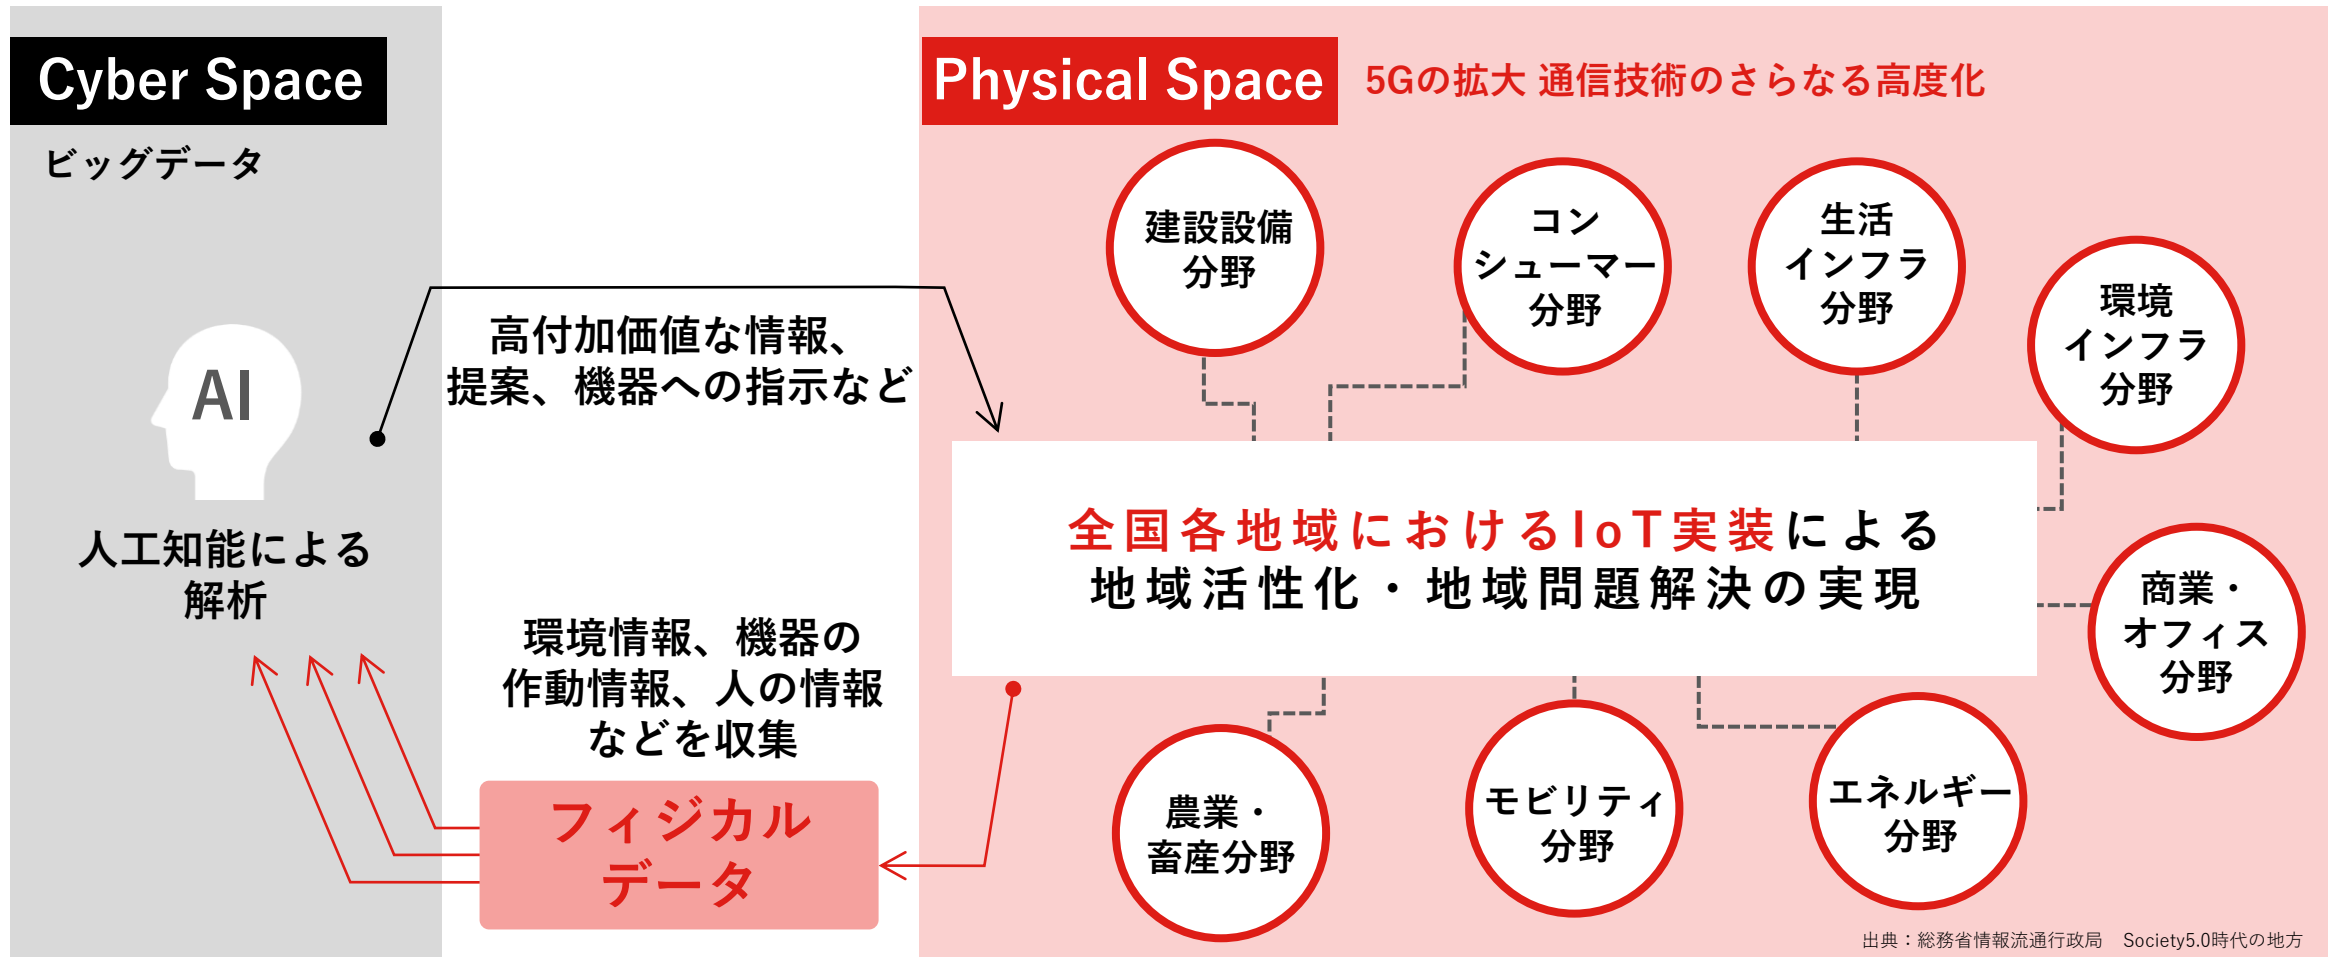 Cyber Space
ビッグデータ
AI
人工知能による
解析
高付加価値な情報、
提案、機器への指示など
環境情報、機器の
作動情報、人の情報
などを収集
フィジカル
データ
Physical Space
5Gの拡大 通信技術のさらなる高度化
建設設備
分野
コン
シューマー
分野
生活
インフラ
分野
環境
インフラ
分野
全国各地域におけるIoT実装による
地域活性化・地域問題解決の実現
商業・
オフィス
分野
農業・
畜産分野
モビリティ
分野
エネルギー
分野
出典：総務省情報流通行政局　Society5.0時代の地方